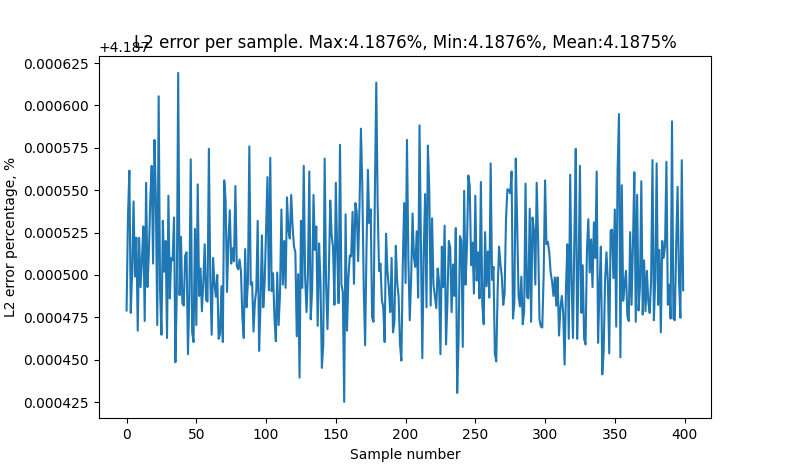 L2 error per sample. Max:4.1876%, Min:4.1876%, Mean:4.1875%
+4.187
0.000625
0.000600
0.000575
0.000550
0.000525
0.000500
0.000475
0.000450
0.000425
L2 error percentage, %
0 50 100 150 200 250 300 350 400
Sample number